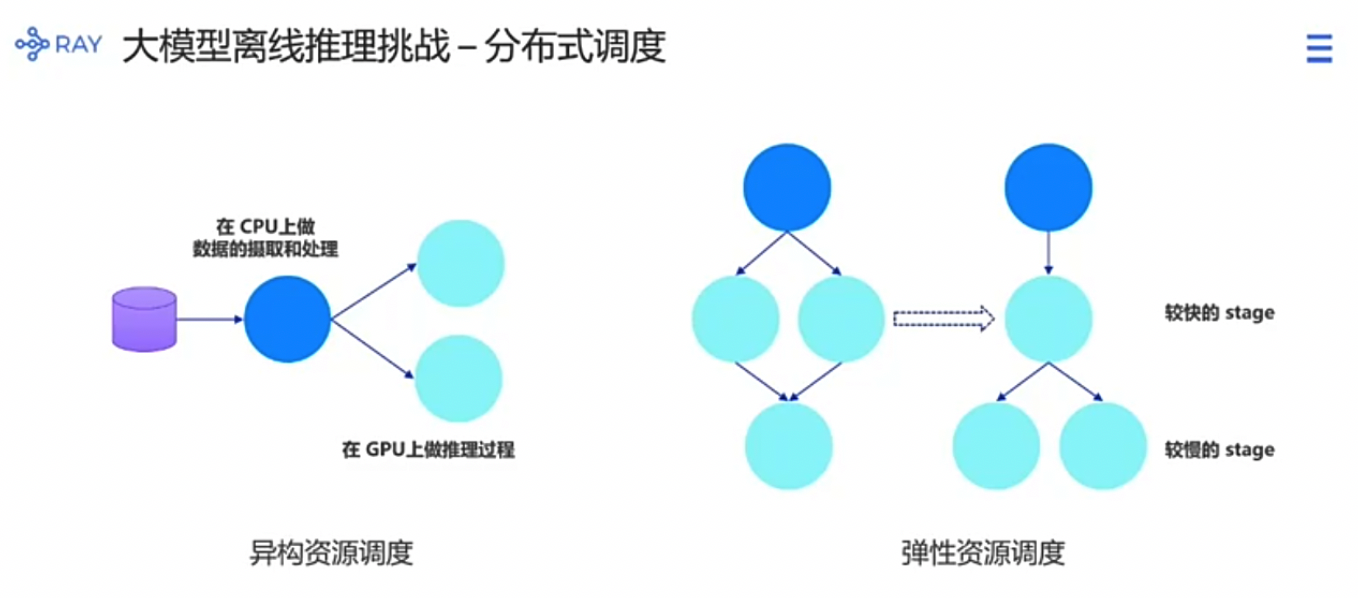 RAY 大模型离线推理挑战 – 分布式调度
在 CPU上做
数据的摄取和处理
在 GPU上做推理过程
异构资源调度
较快的 stage
较慢的 stage
弹性资源调度